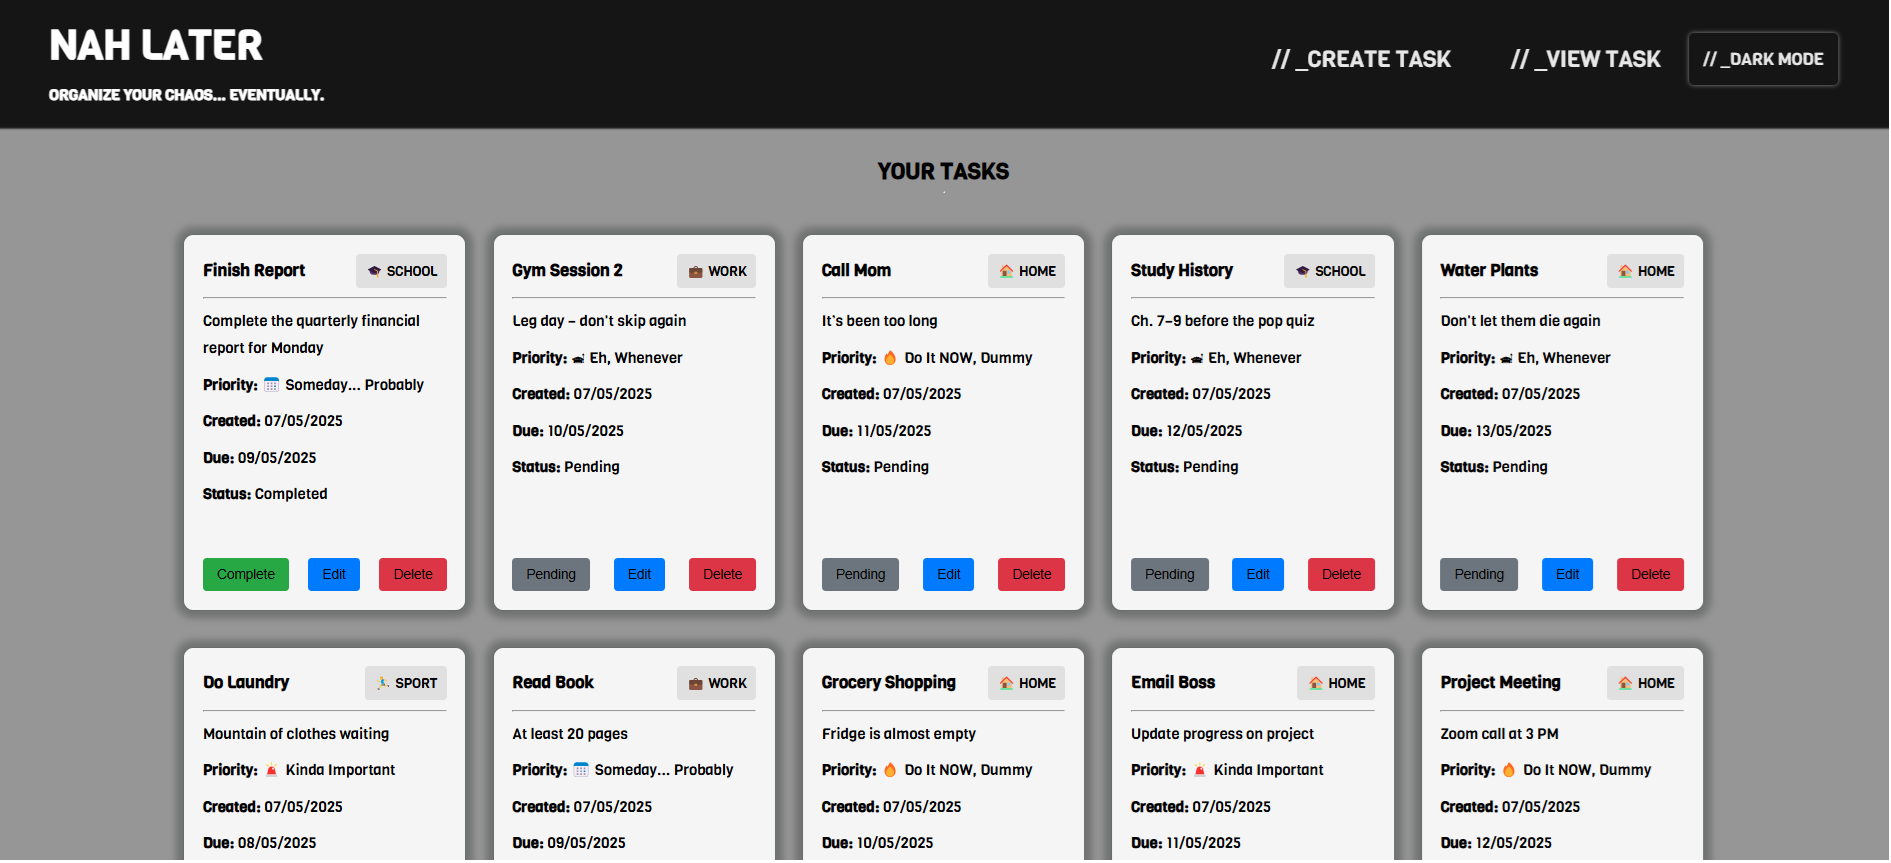 NAH LATER
ORGANIZE YOUR CHAOS... EVENTUALLY.
// _CREATE TASK
// _VIEW TASK
// _DARK MODE
YOUR TASKS
Finish Report
SCHOOL
Complete the quarterly financial
report for Monday
Priority: Someday... Probably
Created: 07/05/2025
Due: 09/05/2025
Status: Completed
Complete
Edit
Delete
Gym Session 2
WORK
Leg day – don't skip again
Priority: Eh, Whenever
Created: 07/05/2025
Due: 10/05/2025
Status: Pending
Pending
Edit
Delete
Call Mom
HOME
It's been too long
Priority: Do It NOW, Dummy
Created: 07/05/2025
Due: 11/05/2025
Status: Pending
Pending
Edit
Delete
Study History
SCHOOL
Ch. 7–9 before the pop quiz
Priority: Eh, Whenever
Created: 07/05/2025
Due: 12/05/2025
Status: Pending
Pending
Edit
Delete
Water Plants
HOME
Don't let them die again
Priority: Eh, Whenever
Created: 07/05/2025
Due: 13/05/2025
Status: Pending
Pending
Edit
Delete
Do Laundry
SPORT
Mountain of clothes waiting
Priority: Kinda Important
Created: 07/05/2025
Due: 08/05/2025
Read Book
WORK
At least 20 pages
Priority: Someday... Probably
Created: 07/05/2025
Due: 09/05/2025
Grocery Shopping
HOME
Fridge is almost empty
Priority: Do It NOW, Dummy
Created: 07/05/2025
Due: 10/05/2025
Email Boss
HOME
Update progress on project
Priority: Kinda Important
Created: 07/05/2025
Due: 11/05/2025
Project Meeting
HOME
Zoom call at 3 PM
Priority: Do It NOW, Dummy
Created: 07/05/2025
Due: 12/05/2025